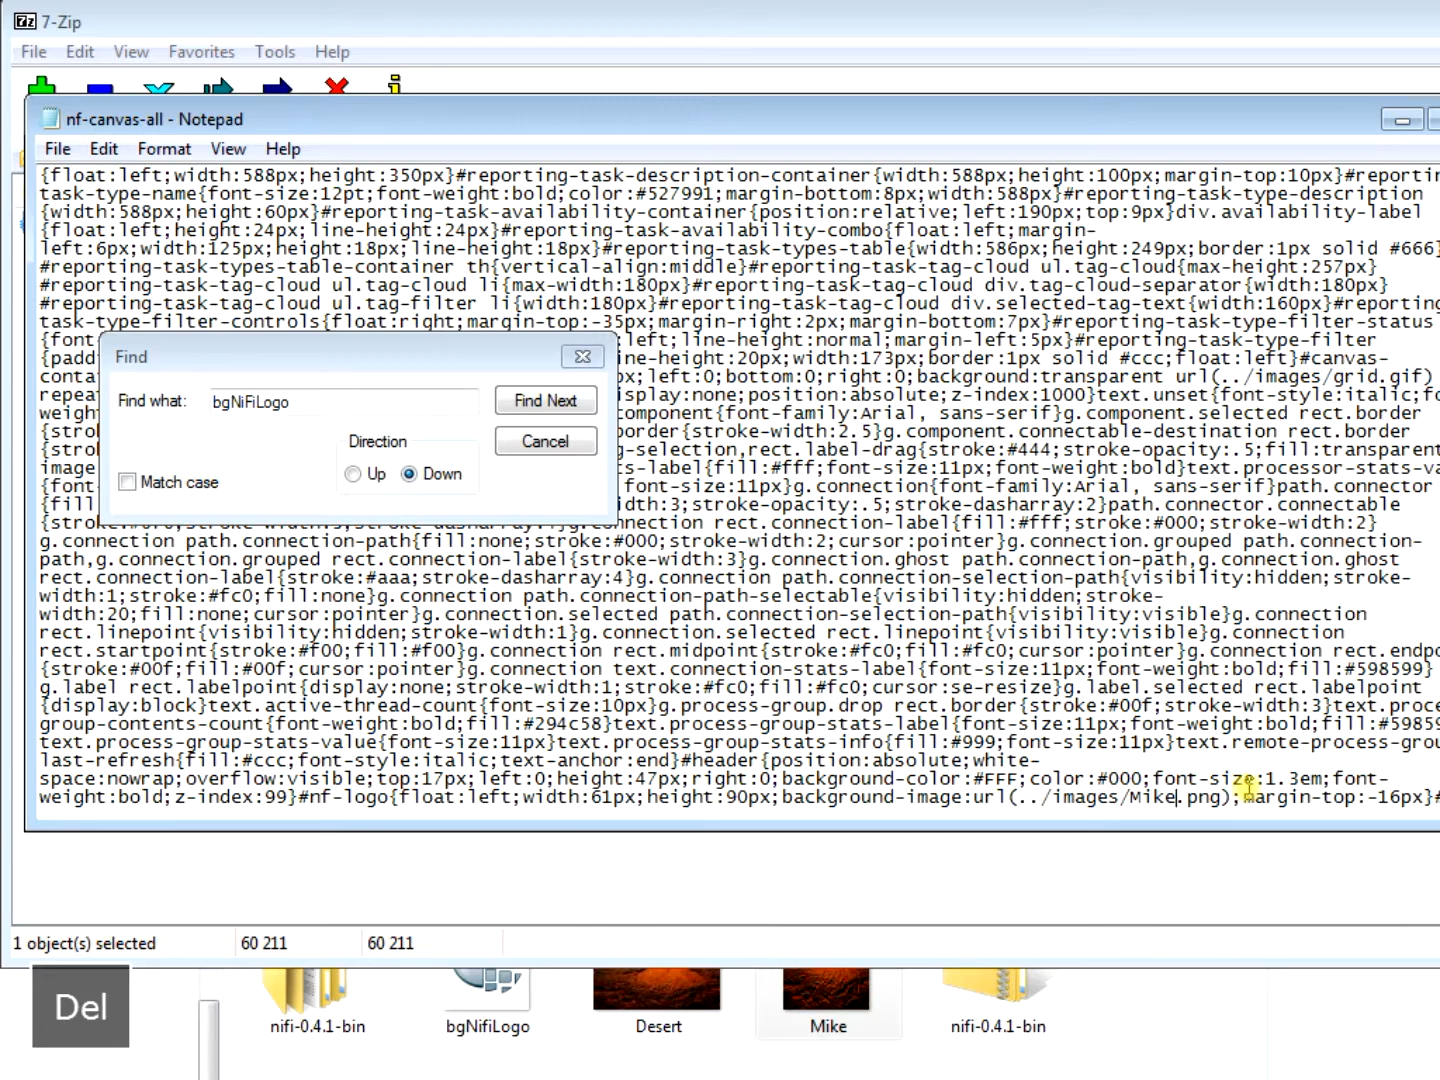 7z 7-Zip
File Edit View Favorites Tools Help
nf-canvas-all - Notepad
File Edit Format View Help
{float:left;width:588px;height:350px}#reporting-task-description-container{width:588px;height:100px;margin-top:10px}#reportin
task-type-name{font-size:12pt;font-weight:bold;color:#527991;margin-bottom:8px;width:588px}#reporting-task-type-description
{width:588px;height:60px}#reporting-task-availability-container{position:relative;left:190px;top:9px}div.availability-label
{float:left;height:24px;line-height:24px}#reporting-task-availability-combo{float:left;margin-
left:6px;width:125px;height:18px;line-height:18px}#reporting-task-types-table{width:586px;height:249px;border:1px solid #666}
#reporting-task-types-table-container th{vertical-align:middle}#reporting-task-tag-cloud ul.tag-cloud{max-height:257px}
#reporting-task-tag-cloud ul.tag-cloud li{max-width:180px}#reporting-task-tag-cloud div.tag-cloud-separator{width:180px}
#reporting-task-tag-cloud ul.tag-filter li{width:180px}#reporting-task-tag-cloud div.selected-tag-text{width:160px}#reporting
task-type-filter-controls{float:right;margin-top:-35px;margin-right:2px;margin-bottom:7px}#reporting-task-type-filter-status
{font :left;line-height:normal;margin-left:5px}#reporting-task-type-filter
{padd ine-height:20px;width:173px;border:1px solid #ccc;float:left}#canvas-
conta px;left:0;bottom:0;right:0;background:transparent url(../images/grid.gif)
repea display:none;position:absolute;z-index:1000}text.unset{font-style:italic;fo
weight component{font-family:Arial, sans-serif}g.component.selected rect.border
{stro border{stroke-width:2.5}g.component.connectable-destination rect.border
{stro g-selection,rect.label-drag{stroke:#444;stroke-opacity:.5;fill:transparent
image s-label{fill:#fff;font-size:11px;font-weight:bold}text.processor-stats-va
{font font-size:11px}g.connection{font-family:Arial, sans-serif}path.connector
{fill idth:3;stroke-opacity:.5;stroke-dasharray:2}path.connector.connectable
nnection rect.connection-label{fill:#fff;stroke:#000;stroke-width:2}
g.connection path.connection-path{fill:none;stroke:#000;stroke-width:2;cursor:pointer}g.connection.grouped path.connection-
path,g.connection.grouped rect.connection-label{stroke-width:3}g.connection.ghost path.connection-path,g.connection.ghost
rect.connection-label{stroke:#aaa;stroke-dasharray:4}g.connection path.connection-selection-path{visibility:hidden;stroke-
width:1;stroke:#fc0;fill:none}g.connection path.connection-path-selectable{visibility:hidden;stroke-
width:20;fill:none;cursor:pointer}g.connection.selected path.connection-selection-path{visibility:visible}g.connection
rect.linepoint{visibility:hidden;stroke-width:1}g.connection.selected rect.linepoint{visibility:visible}g.connection
rect.startpoint{stroke:#f00;fill:#f00}g.connection rect.midpoint{stroke:#fc0;fill:#fc0;cursor:pointer}g.connection rect.endpo
{stroke:#00f;fill:#00f;cursor:pointer}g.connection text.connection-stats-label{font-size:11px;font-weight:bold;fill:#598599}
g.label rect.labelpoint{display:none;stroke-width:1;stroke:#fc0;fill:#fc0;cursor:se-resize}g.label.selected rect.labelpoint
{display:block}text.active-thread-count{font-size:10px}g.process-group.drop rect.border{stroke:#00f;stroke-width:3}text.proce
group-contents-count{font-weight:bold;fill:#294c58}text.process-group-stats-label{font-size:11px;font-weight:bold;fill:#59859
text.process-group-stats-value{font-size:11px}text.process-group-stats-info{fill:#999;font-size:11px}text.remote-process-grou
last-refresh{fill:#ccc;font-style:italic;text-anchor:end}#header{position:absolute;white-
space:nowrap;overflow:visible;top:17px;left:0;height:47px;right:0;background-color:#FFF;color:#000;font-size:1.3em;font-
weight:bold;z-index:99}#nf-logo{float:left;width:61px;height:90px;background-image:url(../images/Mike.png);margin-top:-16px}#
Find
Find what: bgNiFiLogo Find Next
Direction Cancel
Up Down
Match case
1 object(s) selected 60 211 60 211
Del
nifi-0.4.1-bin bgNifiLogo Desert Mike nifi-0.4.1-bin